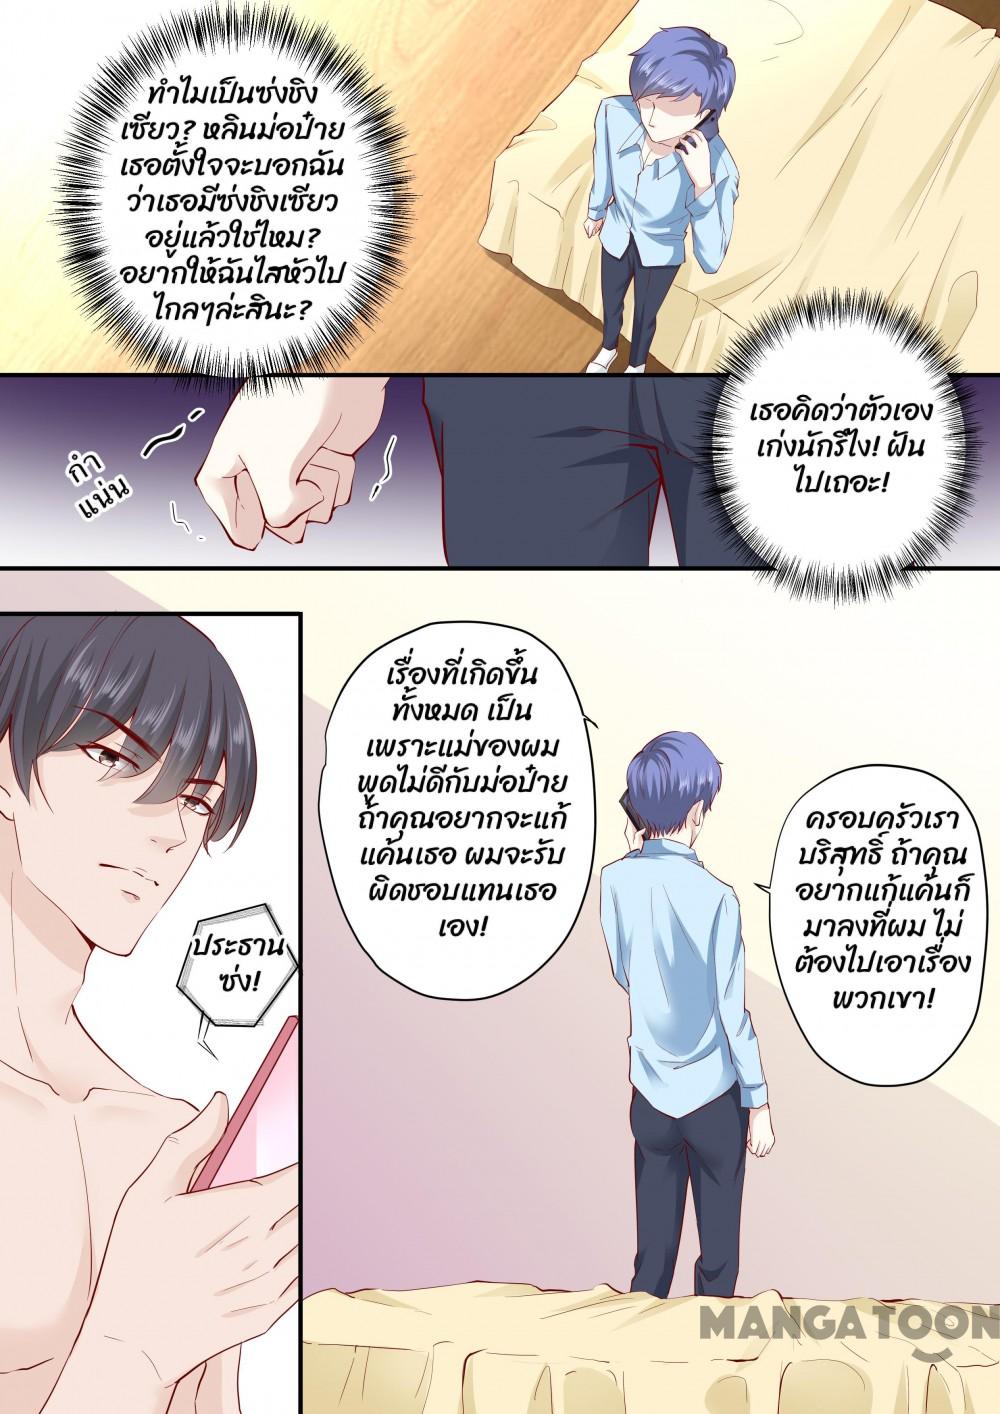 ทำไมเป็นซ่งชิง
เซียว? หลินม่อป๋าย
เธอตั้งใจจะบอกฉัน
ว่าเธอมีซ่งชิงเซียว
อยู่แล้วใช่ไหม?
อยากให้ฉันไสหัวไป
ไกลๆล่ะสินะ?
เธอคิดว่าตัวเอง
เก่งนักรึไง! ฝัน
ไปเถอะ!
กำ
แน่น
เรื่องที่เกิดขึ้น
ทั้งหมด เป็น
เพราะแม่ของผม
พูดไม่ดีกับม่อป๋าย
ถ้าคุณอยากจะแก้
แค้นเธอ ผมจะรับ
ผิดชอบแทนเธอ
เอง!
ครอบครัวเรา
บริสุทธิ์ ถ้าคุณ
อยากแก้แค้นก็
มาลงที่ผม ไม่
ต้องไปเอาเรื่อง
พวกเขา!
ประธาน
ซ่ง!
MANGATOON